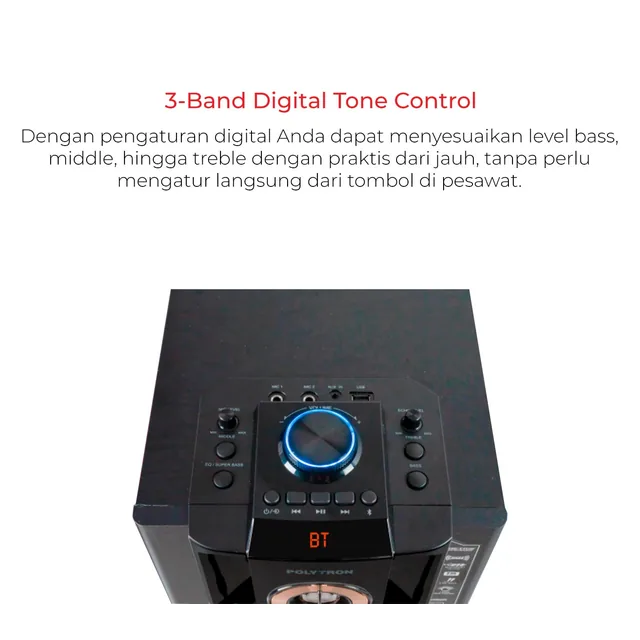 3-Band Digital Tone Control
Dengan pengaturan digital Anda dapat menyesuaikan level bass,
middle, hingga treble dengan praktis dari jauh, tanpa perlu
mengatur langsung dari tombol di pesawat.
MIC 1 MIC 2 AUX IN USB
MIDDLE TREBLE
EQ / SUPER BASS BASS
BT
POLYTRON